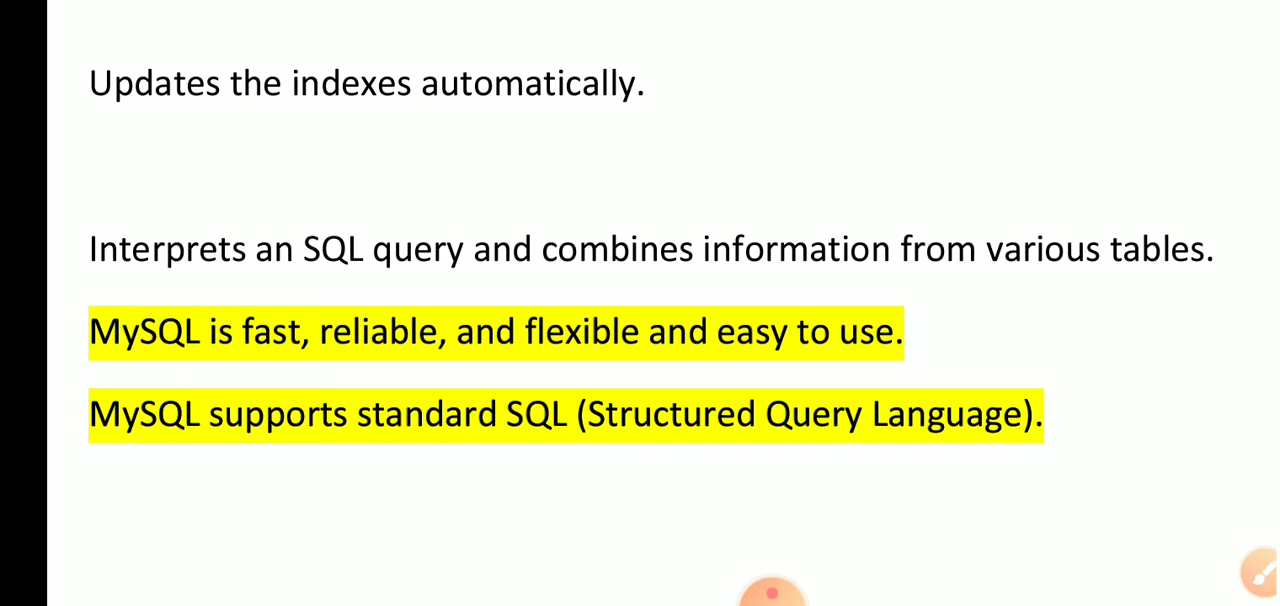 Updates the indexes automatically.
Interprets an SQL query and combines information from various tables.
MySQL is fast, reliable, and flexible and easy to use.
MySQL supports standard SQL (Structured Query Language).